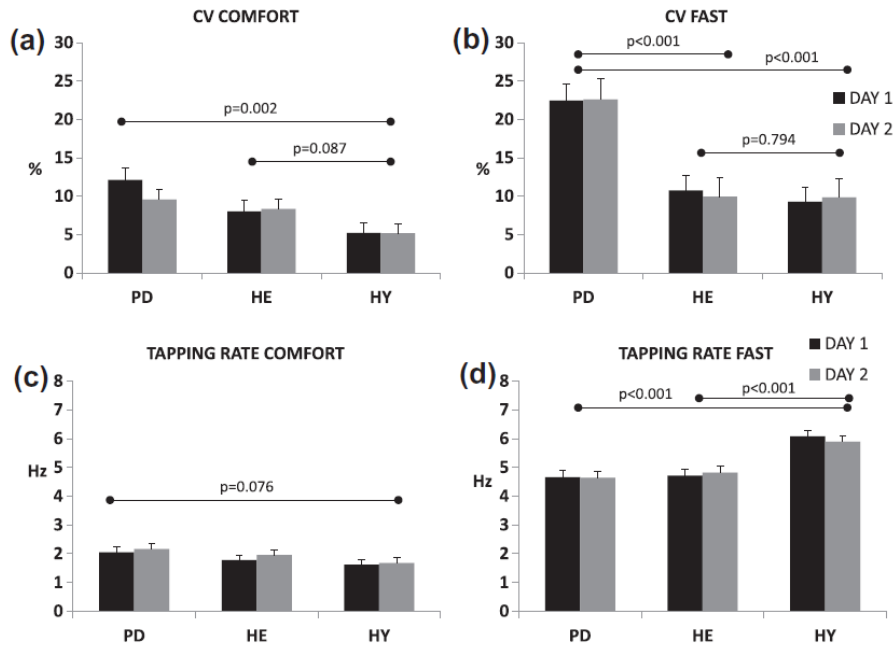 (a)
CV COMFORT
30
25
20
15
10
5
0
%
p=0.002
p=0.087
PD HE HY
(b)
CV FAST
30
25
20
15
10
5
0
%
p<0.001
p<0.001
p=0.794
DAY 1
DAY 2
PD HE HY
(c)
TAPPING RATE COMFORT
8
7
6
5
4
3
2
1
0
Hz
p=0.076
PD HE HY
(d)
TAPPING RATE FAST
8
7
6
5
4
3
2
1
0
Hz
DAY 1
DAY 2
p<0.001
p<0.001
PD HE HY